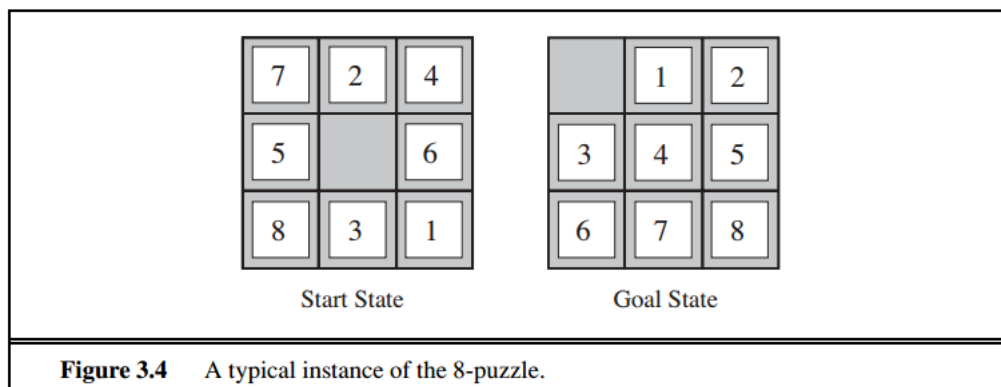 7 2 4 1 2
5 6 3 4 5
8 3 1 6 7 8
Start State Goal State
Figure 3.4 A typical instance of the 8-puzzle.